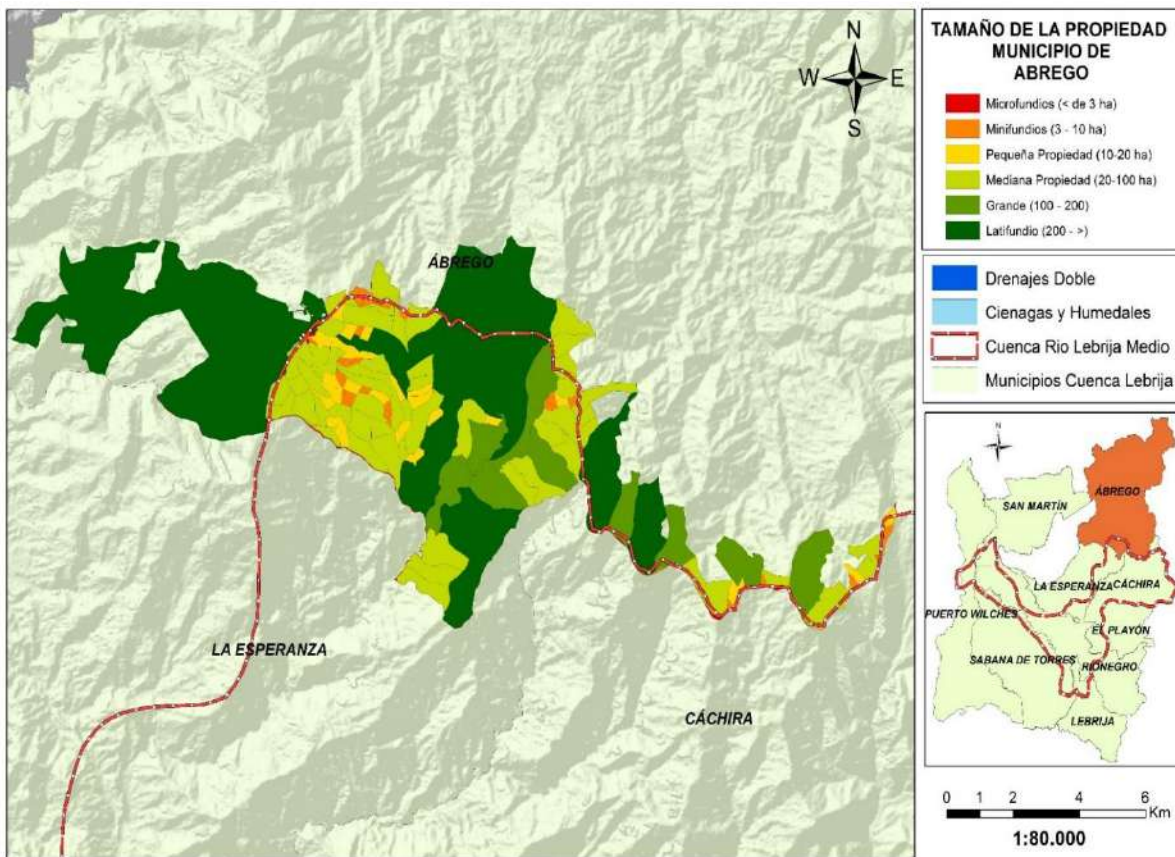 N
W E
S
ÁBREGO
LA ESPERANZA
CÁCHIRA
TAMAÑO DE LA PROPIEDAD
MUNICIPIO DE
ABREGO
Microfundios (< de 3 ha)
Minifundios (3 - 10 ha)
Pequeña Propiedad (10-20 ha)
Mediana Propiedad (20-100 ha)
Grande (100 - 200)
Latifundio (200 - >)
Drenajes Doble
Cienagas y Humedales
Cuenca Rio Lebrija Medio
Municipios Cuenca Lebrija
N
ÁBREGO
SAN MARTÍN
LA ESPERANZA
CÁCHIRA
PUERTO WILCHES
EL PLAYÓN
SABANA DE TORRES
RIONEGRO
LEBRIJA
0 1 2 4 6
Km
1:80.000